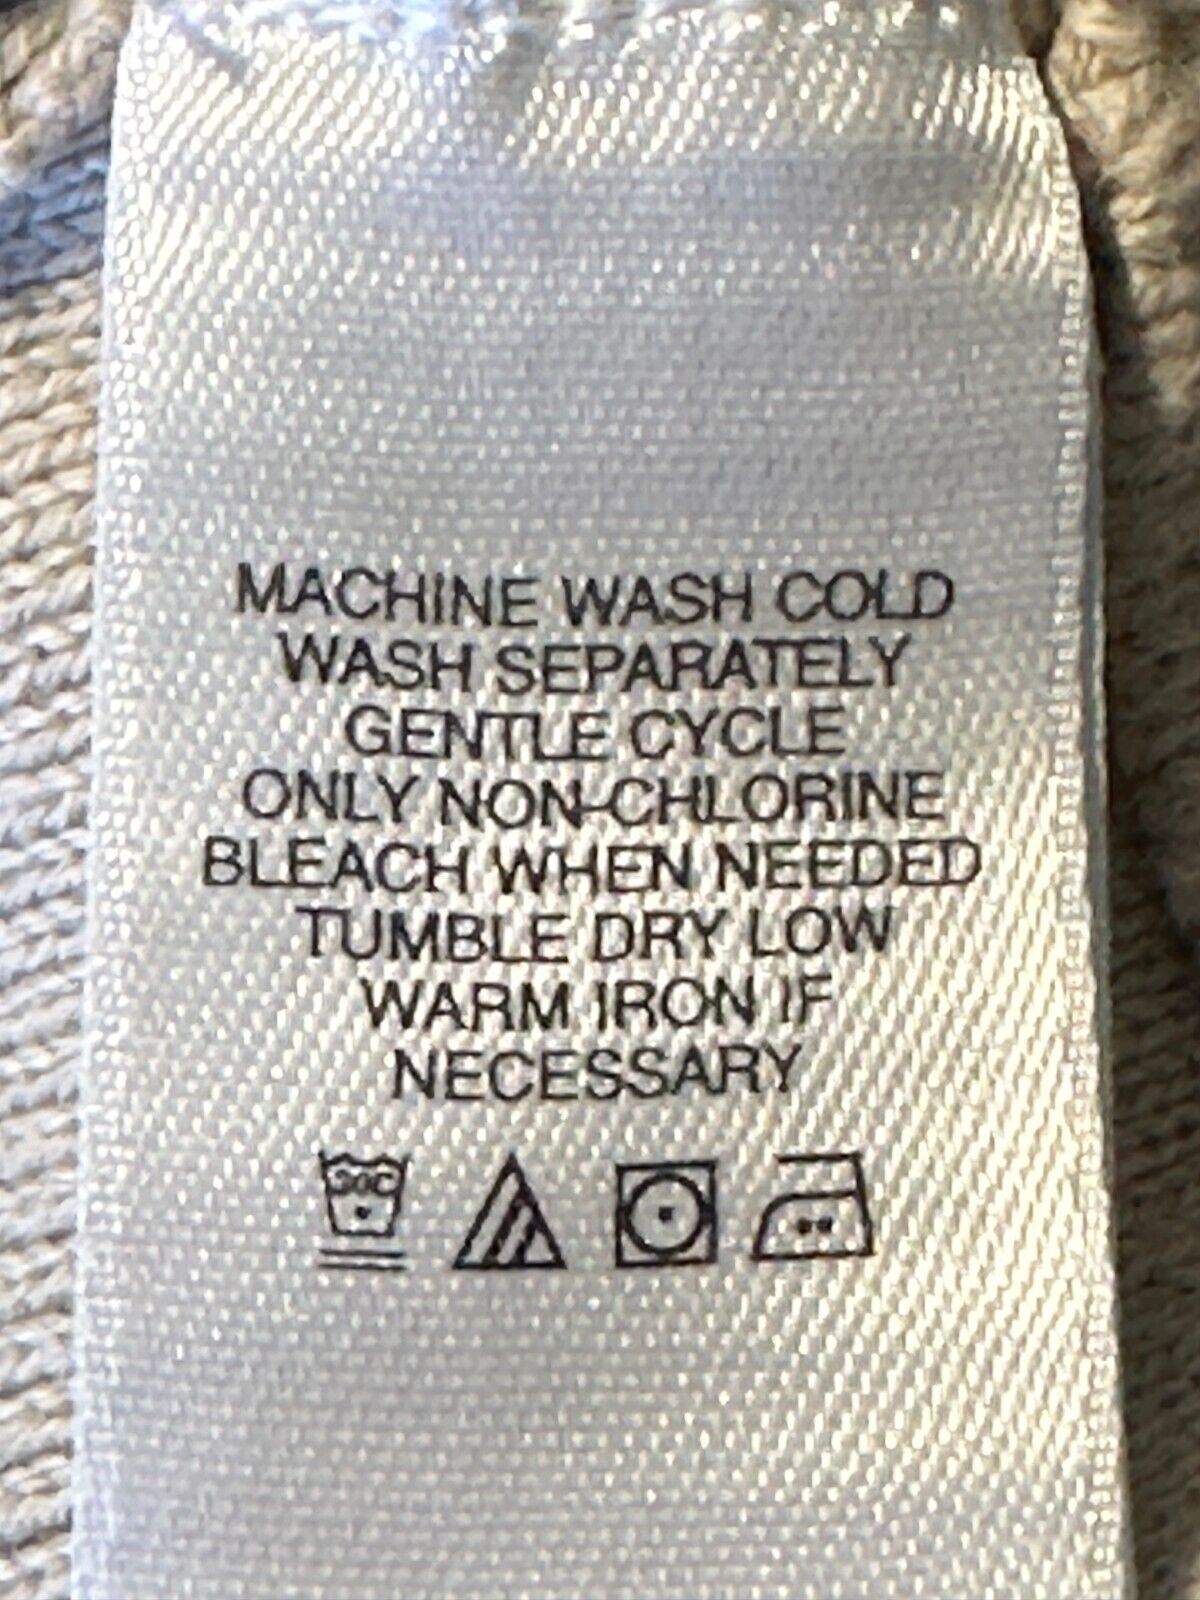 MACHINE WASH COLD
WASH SEPARATELY
GENTLE CYCLE
ONLY NON-CHLORINE
BLEACH WHEN NEEDED
TUMBLE DRY LOW
WARM IRON IF
NECESSARY
30C